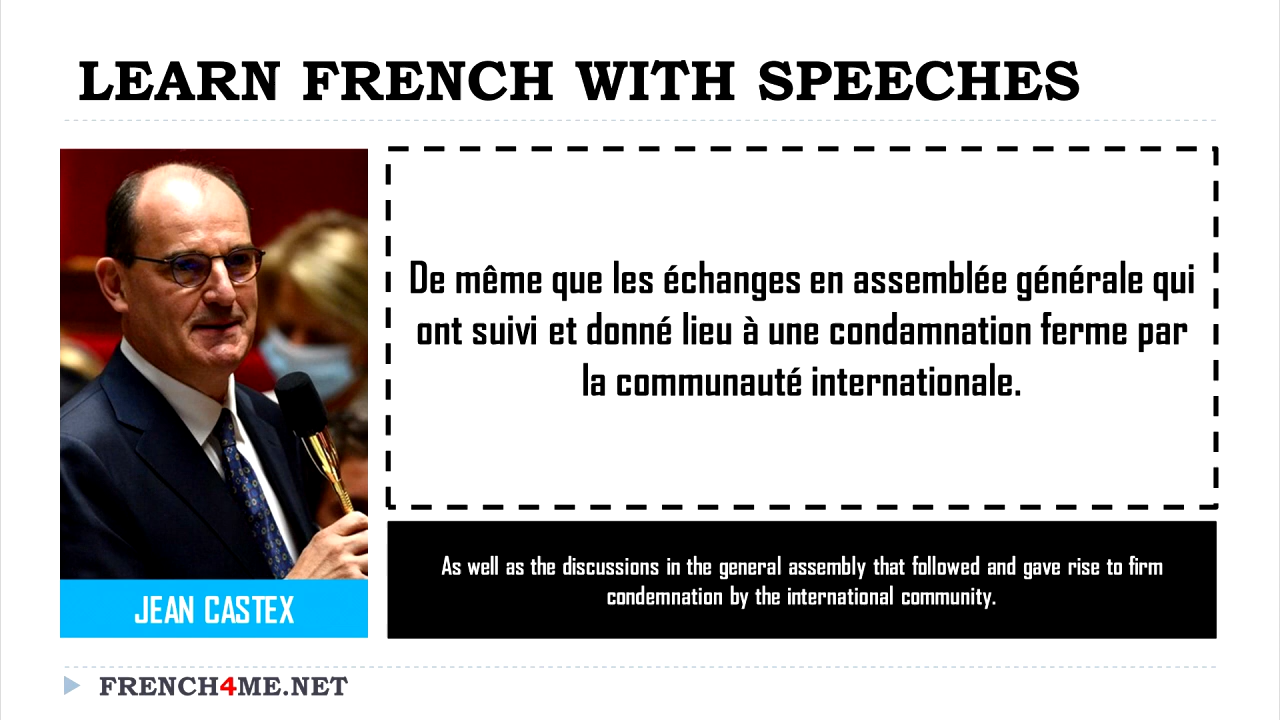 LEARN FRENCH WITH SPEECHES
De même que les échanges en assemblée générale qui
ont suivi et donné lieu à une condamnation ferme par
la communauté internationale.
As well as the discussions in the general assembly that followed and gave rise to firm
condemnation by the international community.
JEAN CASTEX
FRENCH4ME.NET